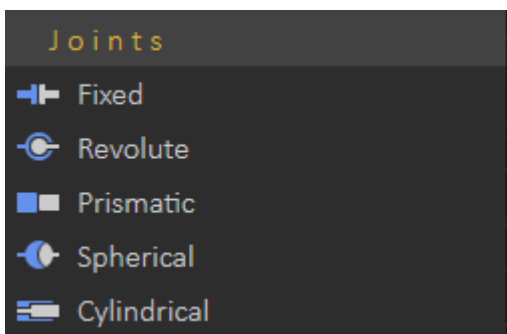 Joints
Fixed
Revolute
Prismatic
Spherical
Cylindrical